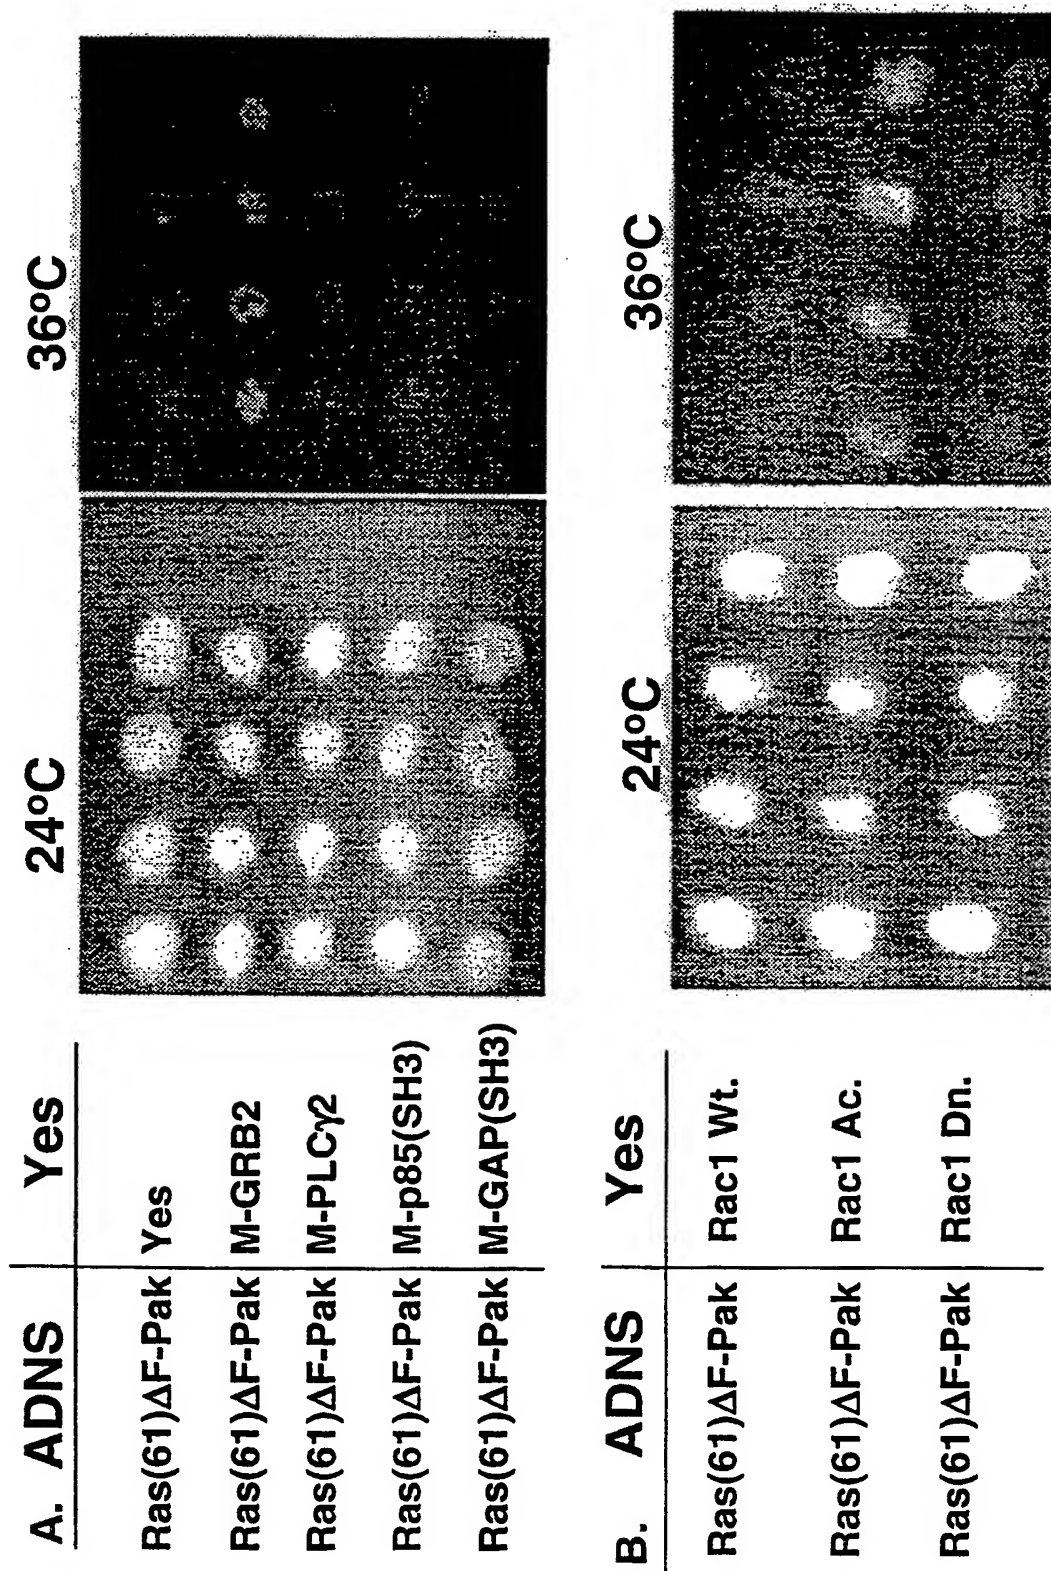 A. ADNS Yes 24°C 36°C
Ras(61)ΔF-Pak Yes
Ras(61)ΔF-Pak M-GRB2
Ras(61)ΔF-Pak M-PLCγ2
Ras(61)ΔF-Pak M-p85(SH3)
Ras(61)ΔF-Pak M-GAP(SH3)
B. ADNS Yes 24°C 36°C
Ras(61)ΔF-Pak Rac1 Wt.
Ras(61)ΔF-Pak Rac1 Ac.
Ras(61)ΔF-Pak Rac1 Dn.